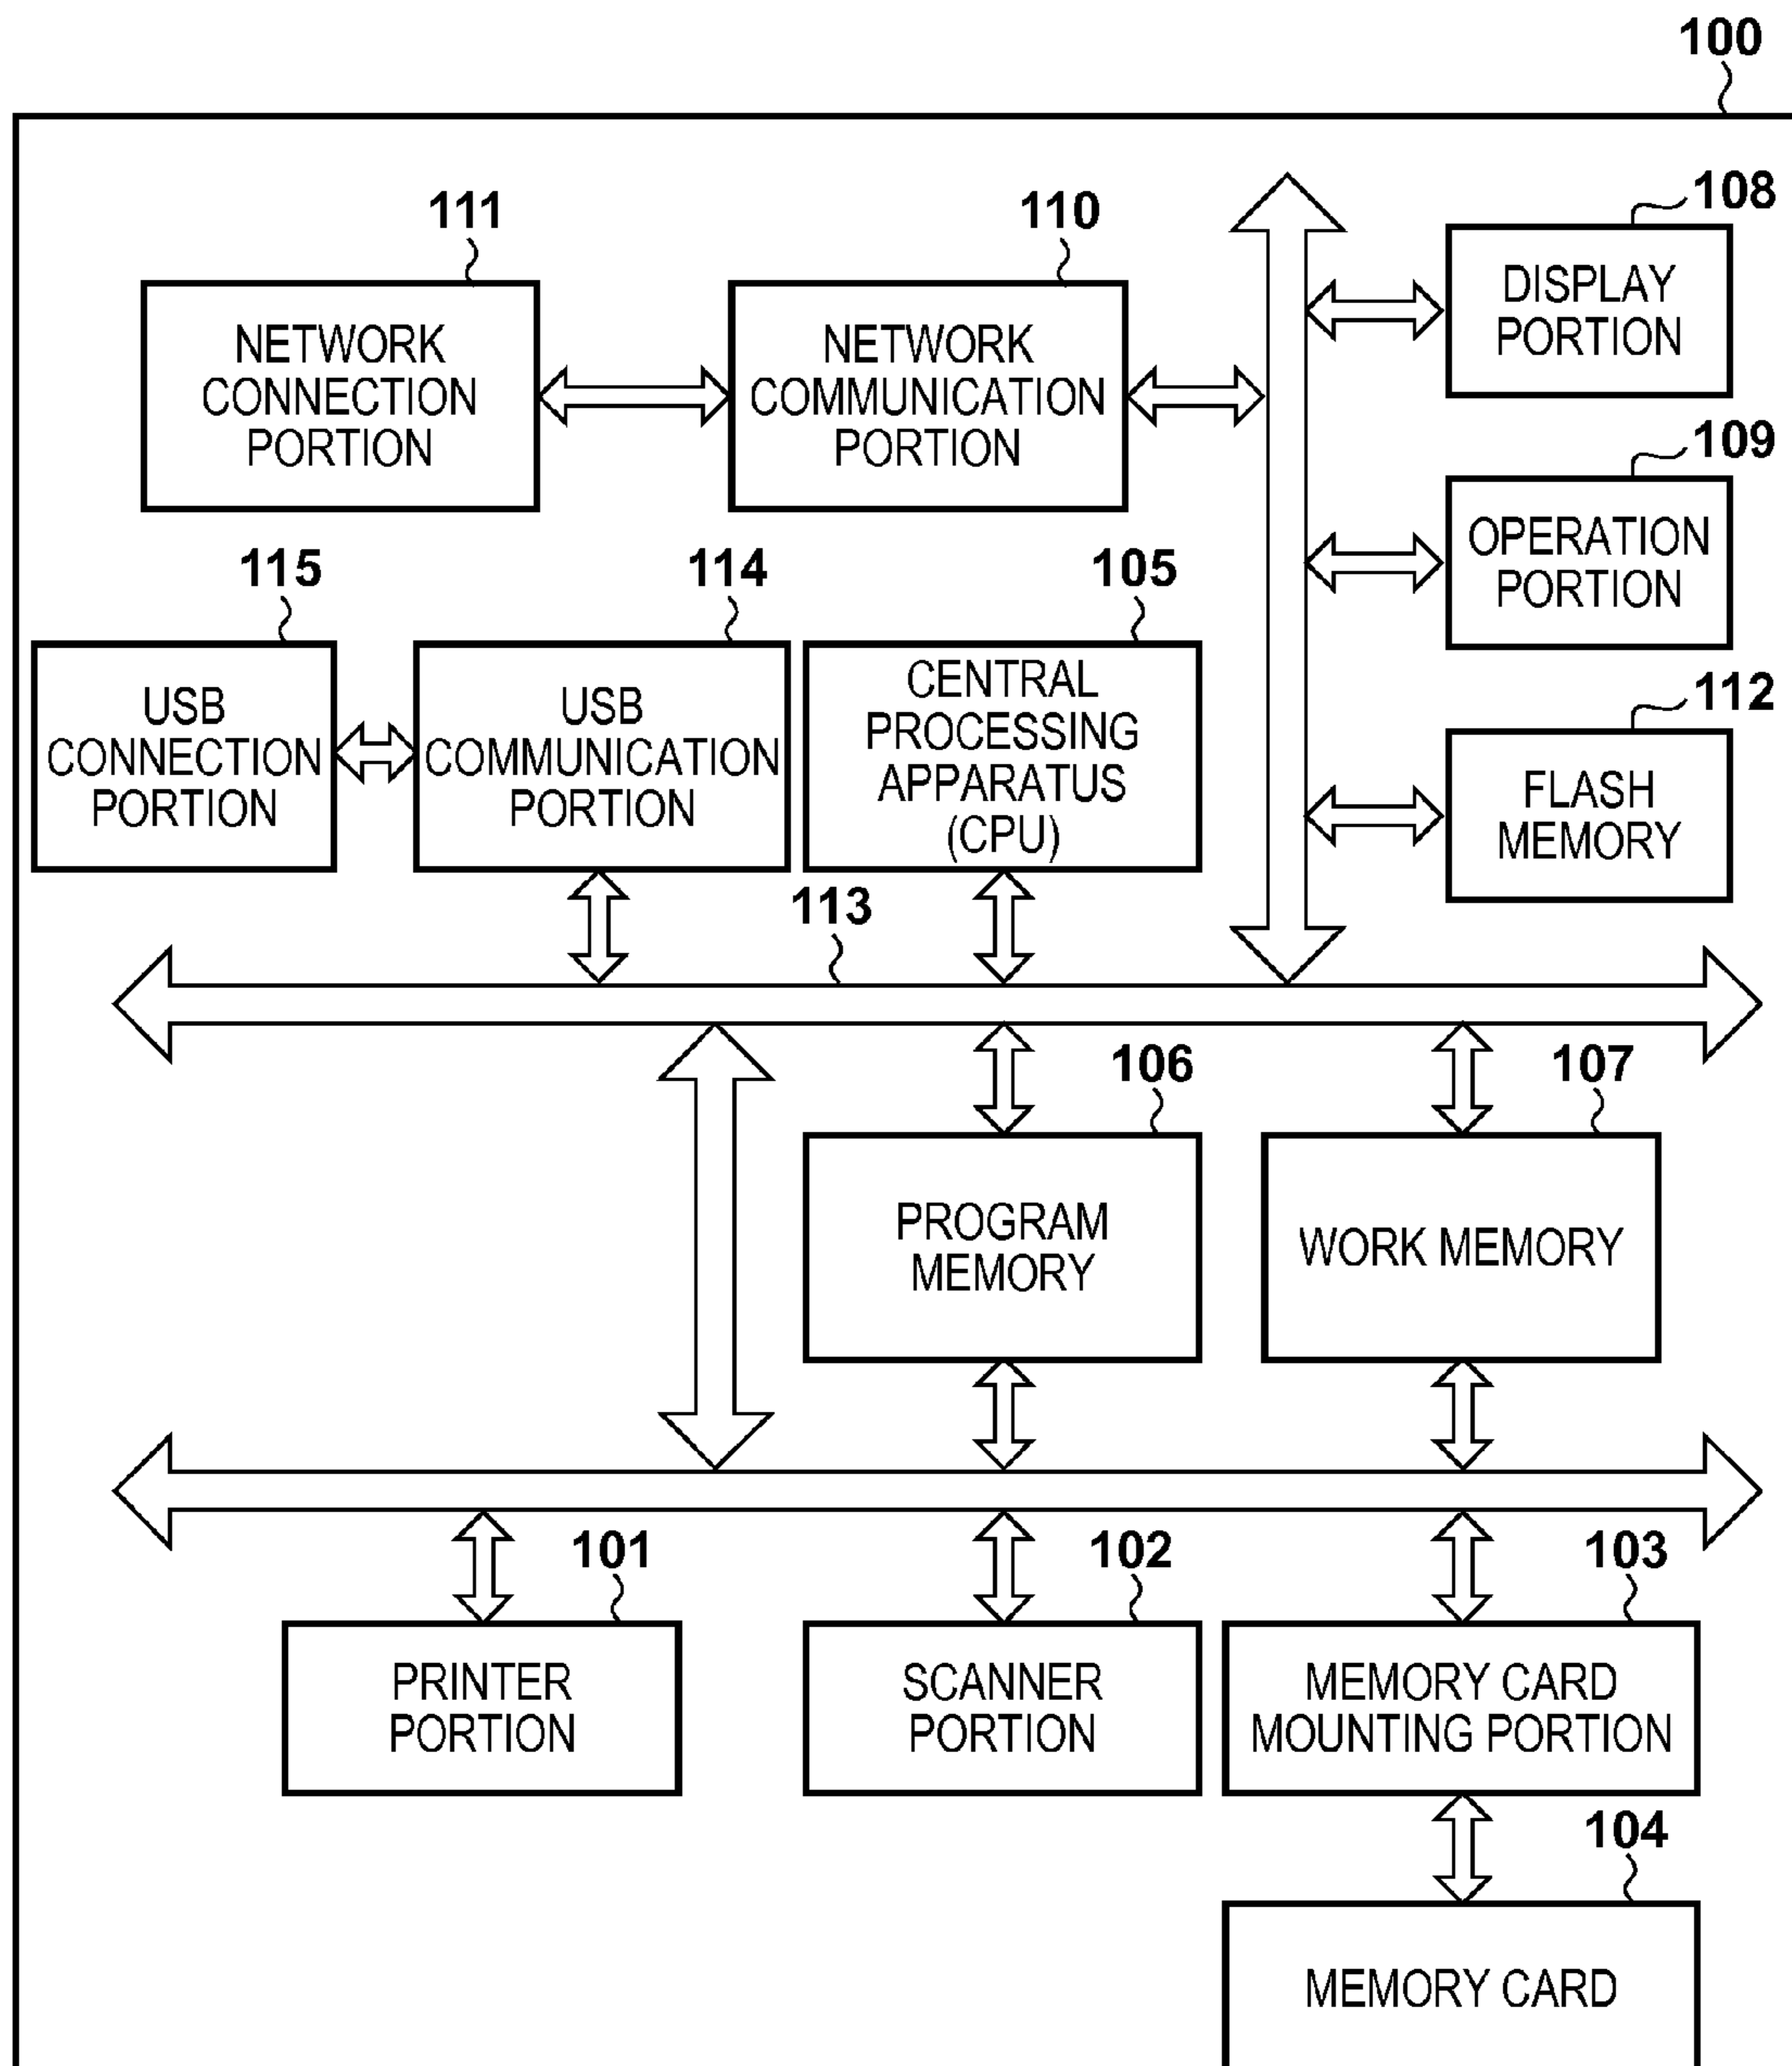 100
111
110
108
NETWORK
CONNECTION
PORTION
NETWORK
COMMUNICATION
PORTION
DISPLAY
PORTION
109
OPERATION
PORTION
115
114
105
112
USB
CONNECTION
PORTION
USB
COMMUNICATION
PORTION
CENTRAL
PROCESSING
APPARATUS
(CPU)
FLASH
MEMORY
113
106
107
PROGRAM
MEMORY
WORK MEMORY
101
102
103
PRINTER
PORTION
SCANNER
PORTION
MEMORY CARD
MOUNTING PORTION
104
MEMORY CARD